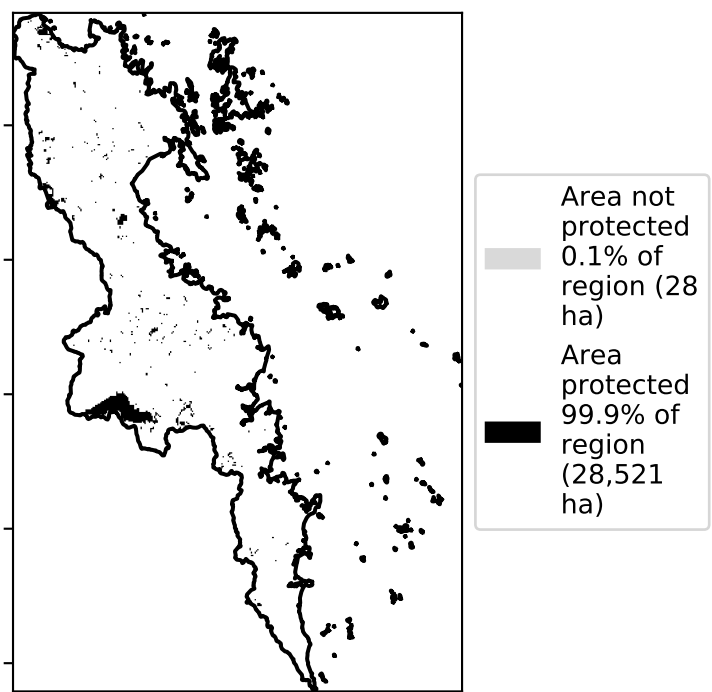 Area not
protected
0.1% of
region (28
ha)
Area
protected
99.9% of
region
(28,521
ha)